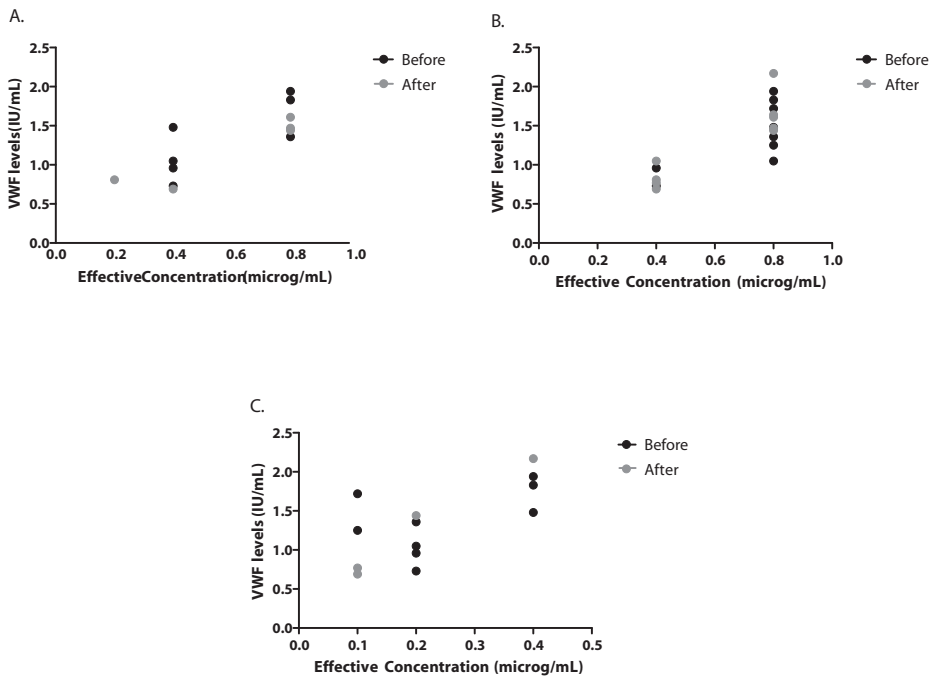 A.
2.5
2.0
1.5
1.0
0.5
0.0
VWF levels(IU/mL)
0.0 0.2 0.4 0.6 0.8 1.0
EffectiveConcentration(microg/mL)
Before
After
B.
2.5
2.0
1.5
1.0
0.5
0.0
VWF levels (IU/mL)
0.0 0.2 0.4 0.6 0.8 1.0
Effective Concentration (microg/mL)
Before
After
C.
2.5
2.0
1.5
1.0
0.5
0.0
VWF levels (IU/mL)
0.0 0.1 0.2 0.3 0.4 0.5
Effective Concentration (microg/mL)
Before
After